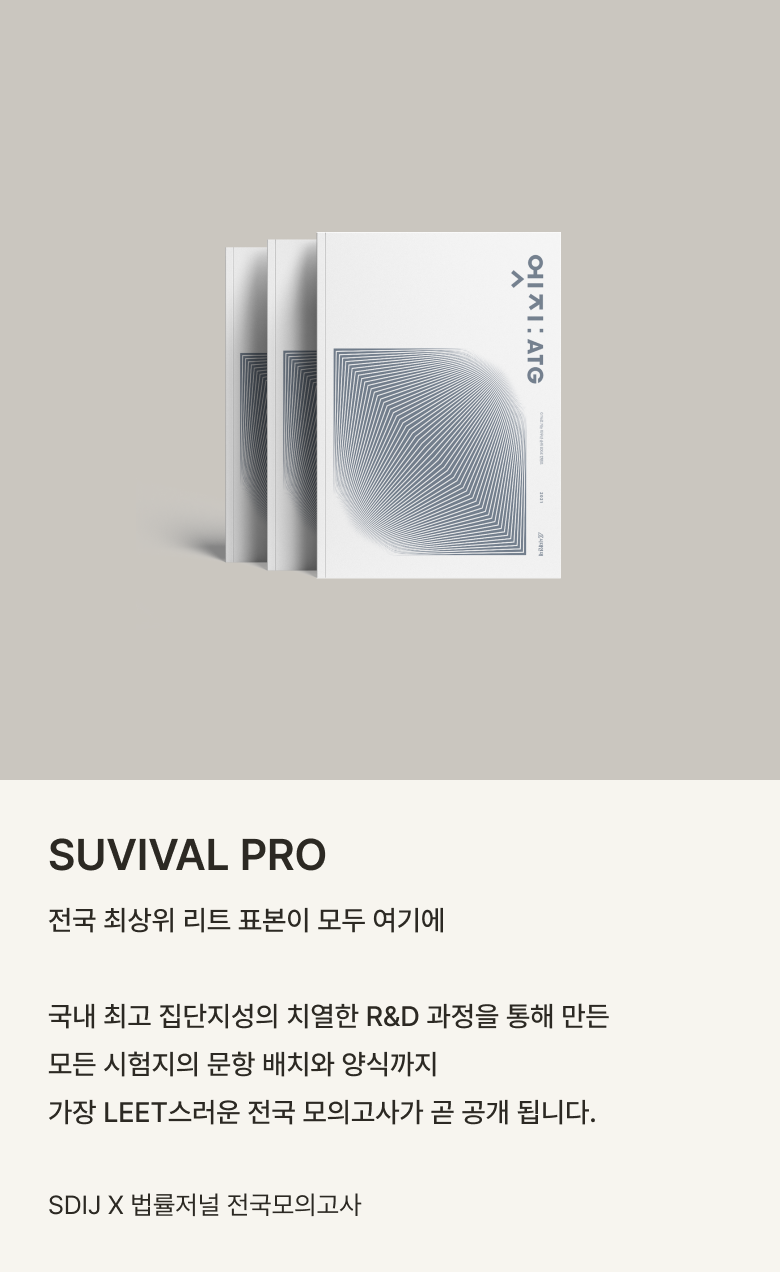 엣지 : ATG
2021
시대인재
SUVIVAL PRO
전국 최상위 리트 표본이 모두 여기에
국내 최고 집단지성의 치열한 R&D 과정을 통해 만든
모든 시험지의 문항 배치와 양식까지
가장 LEET스러운 전국 모의고사가 곧 공개 됩니다.
SDIJ X 법률저널 전국모의고사